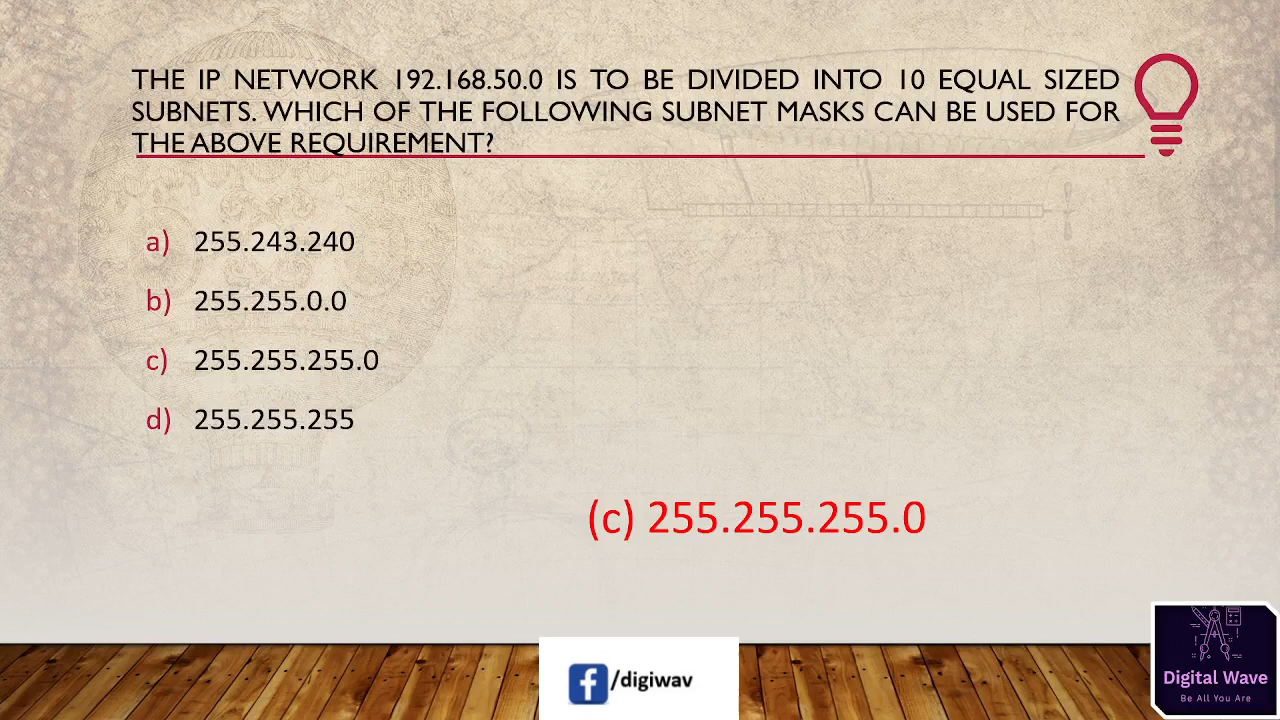 THE IP NETWORK 192.168.50.0 IS TO BE DIVIDED INTO 10 EQUAL SIZED
SUBNETS. WHICH OF THE FOLLOWING SUBNET MASKS CAN BE USED FOR
THE ABOVE REQUIREMENT?
a) 255.243.240
b) 255.255.0.0
c) 255.255.255.0
d) 255.255.255
(c) 255.255.255.0
f/digiwav
Digital Wave
Be All You Are